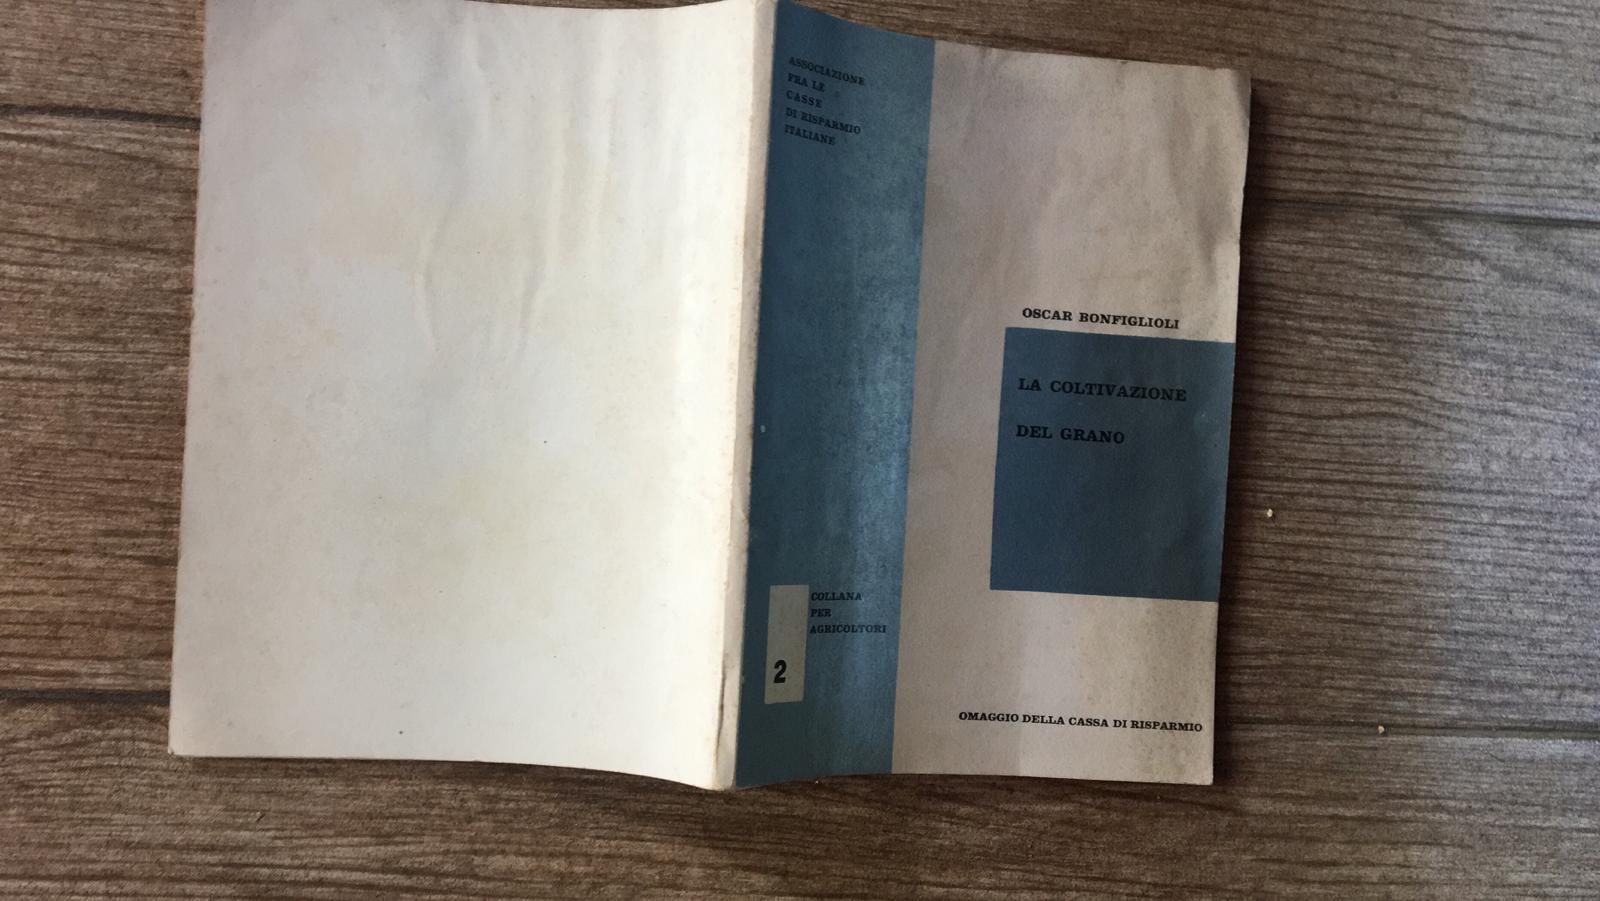 ASSOCIAZIONE
FRA LE
CASSE
DI RISPARMIO
ITALIANE
OSCAR BONFIGLIOLI
LA COLTIVAZIONE
DEL GRANO
COLLANA
PER
AGRICOLTORI
2
OMAGGIO DELLA CASSA DI RISPARMIO